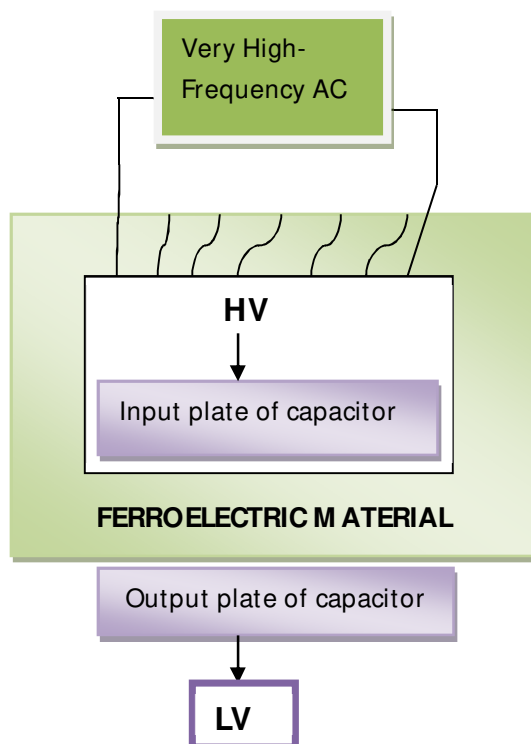 Very High-
Frequency AC
HV
Input plate of capacitor
FERROELECTRIC MATERIAL
Output plate of capacitor
LV